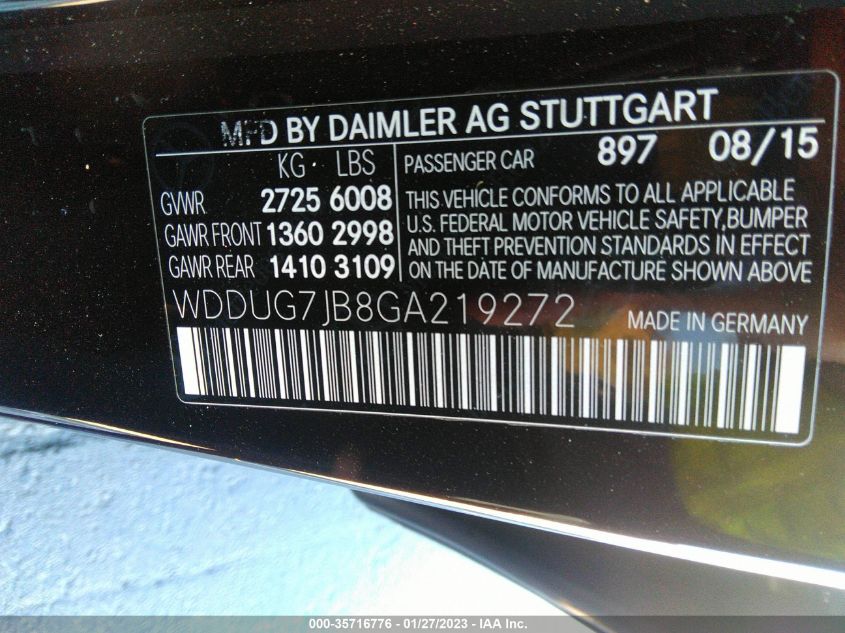 MFD BY DAIMLER AG STUTTGART
KG LBS
GVWR 2725 6008
GAWR FRONT 1360 2998
GAWR REAR 1410 3109
PASSENGER CAR 897 08/15
THIS VEHICLE CONFORMS TO ALL APPLICABLE
U.S. FEDERAL MOTOR VEHICLE SAFETY, BUMPER
AND THEFT PREVENTION STANDARDS IN EFFECT
ON THE DATE OF MANUFACTURE SHOWN ABOVE
WDDUG7JB8GA219272 MADE IN GERMANY
000-35716776 - 01/27/2023 - IAA Inc.